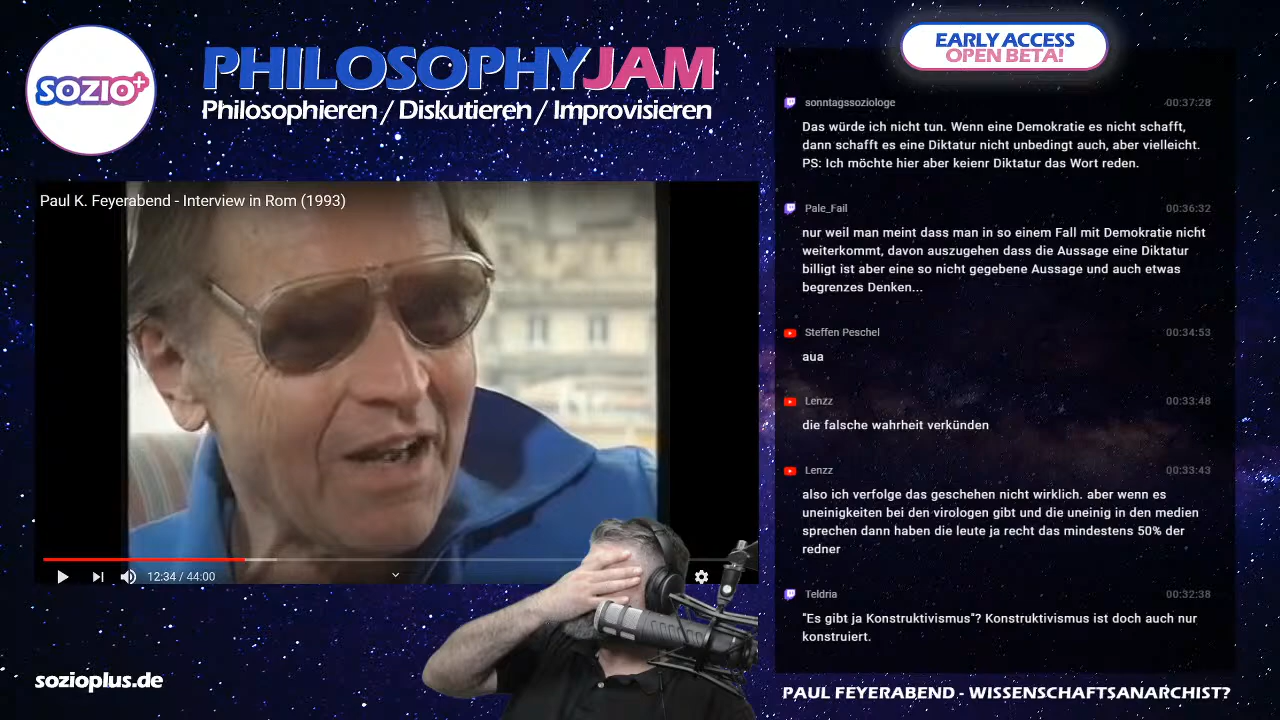 SOZIO+
PHILOSOPHYJAM
Philosophieren / Diskutieren / Improvisieren
EARLY ACCESS
OPEN BETA!
Paul K. Feyerabend - Interview in Rom (1993)
12:34 / 44:00
sonntagssoziologe 00:37:28
Das würde ich nicht tun. Wenn eine Demokratie es nicht schafft,
dann schafft es eine Diktatur nicht unbedingt auch, aber vielleicht.
PS: Ich möchte hier aber keienr Diktatur das Wort reden.
Pale_Fail 00:36:32
nur weil man meint dass man in so einem Fall mit Demokratie nicht
weiterkommt, davon auszugehen dass die Aussage eine Diktatur
billigt ist aber eine so nicht gegebene Aussage und auch etwas
begrenzes Denken...
Steffen Peschel 00:34:53
aua
Lenzz 00:33:48
die falsche wahrheit verkünden
Lenzz 00:33:43
also ich verfolge das geschehen nicht wirklich. aber wenn es
uneinigkeiten bei den virologen gibt und die uneinig in den medien
sprechen dann haben die leute ja recht das mindestens 50% der
redner
Teldria 00:32:38
"Es gibt ja Konstruktivismus"? Konstruktivismus ist doch auch nur
konstruiert.
sozioplus.de
PAUL FEYERABEND - WISSENSCHAFTSANARCHIST?